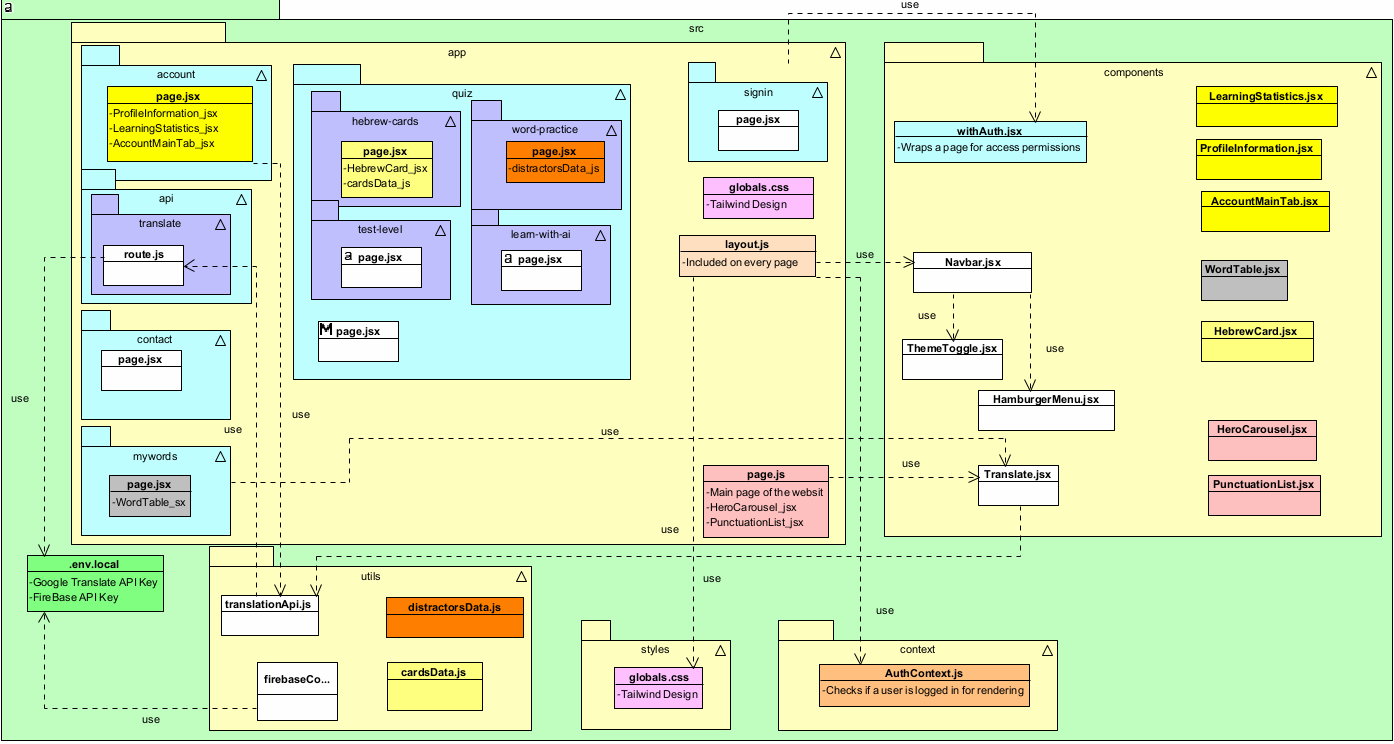 a
use
src
app
account
page.jsx
-ProfileInformation_jsx
-LearningStatistics_jsx
-AccountMainTab_jsx
api
translate
route.js
contact
page.jsx
mywords
page.jsx
-WordTable_sx
quiz
hebrew-cards
page.jsx
-HebrewCard_jsx
-cardsData_js
word-practice
page.jsx
-distractorsData_js
test-level
a page.jsx
learn-with-ai
a page.jsx
M page.jsx
signin
page.jsx
globals.css
-Tailwind Design
layout.js
-Included on every page
use
page.js
-Main page of the websit
-HeroCarousel_jsx
-PunctuationList_jsx
use
use
use
use
use
use
components
withAuth.jsx
-Wraps a page for access permissions
LearningStatistics.jsx
ProfileInformation.jsx
AccountMainTab.jsx
Navbar.jsx
WordTable.jsx
use
use
ThemeToggle.jsx
HebrewCard.jsx
HamburgerMenu.jsx
HeroCarousel.jsx
Translate.jsx
PunctuationList.jsx
.env.local
-Google Translate API Key
-FireBase API Key
use
utils
translationApi.js
distractorsData.js
firebaseCo...
cardsData.js
use
styles
globals.css
-Tailwind Design
use
context
AuthContext.js
-Checks if a user is logged in for rendering